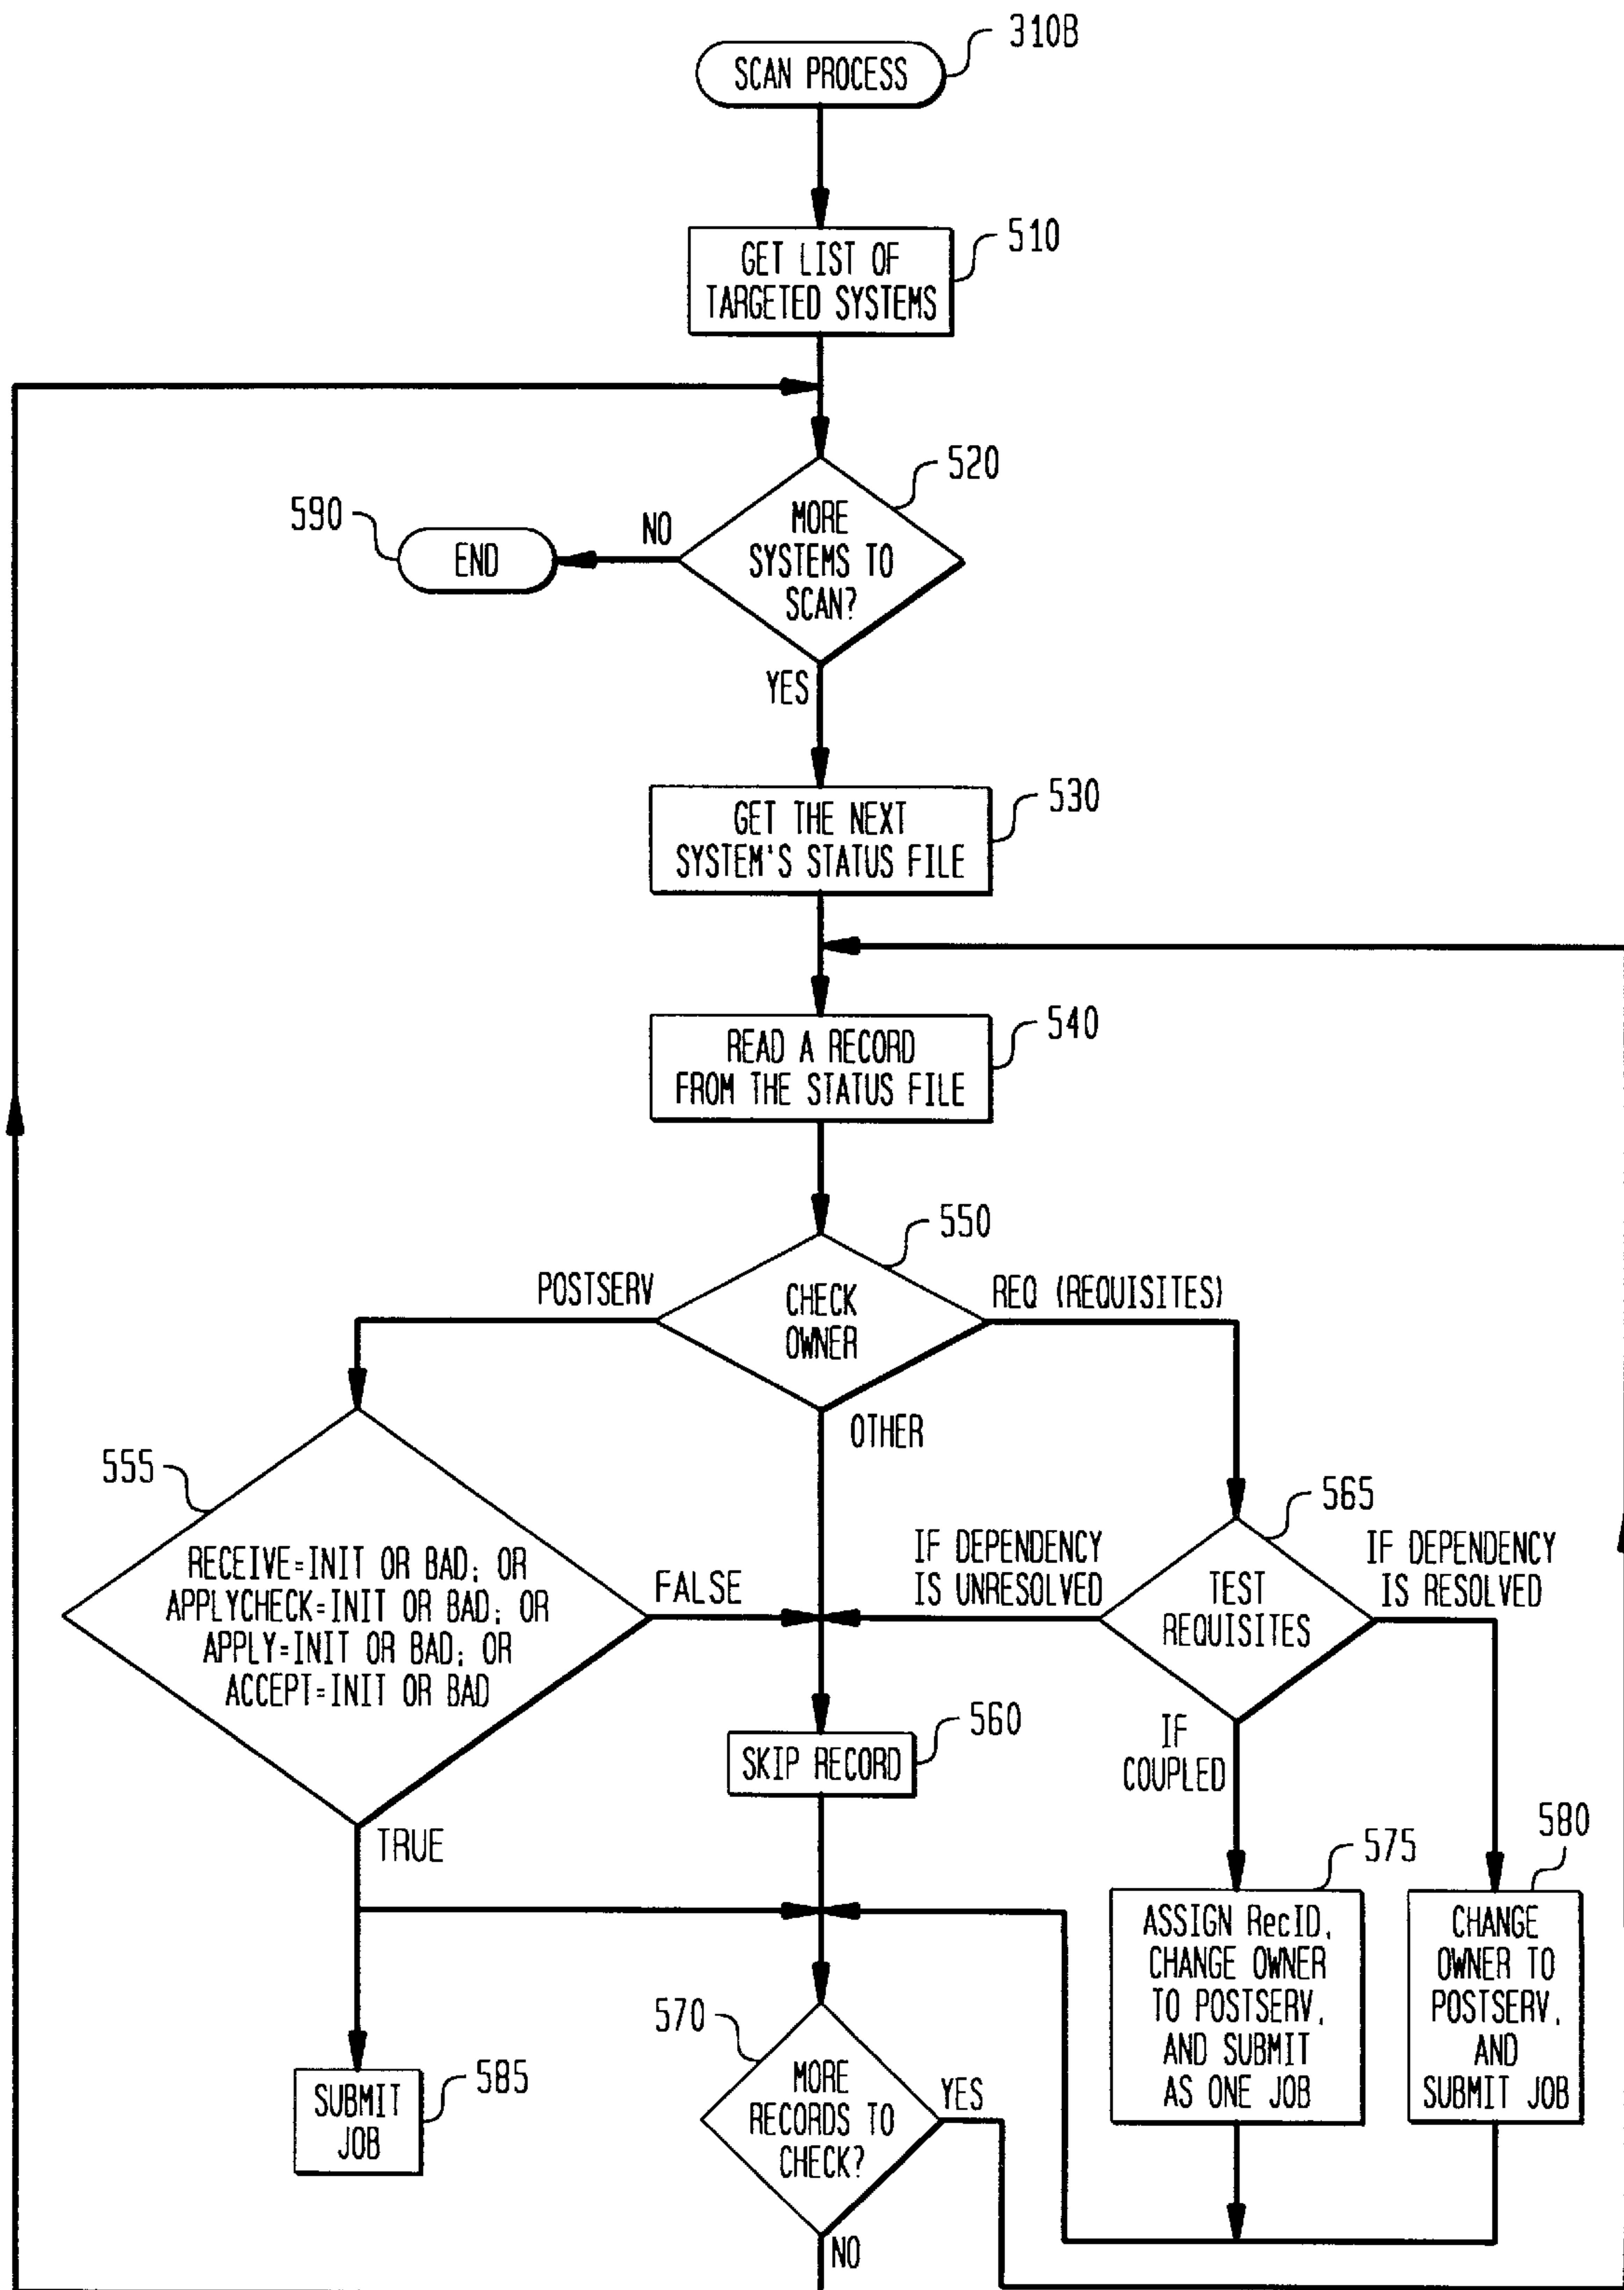 310B
SCAN PROCESS
510
GET LIST OF
TARGETED SYSTEMS
520
590
NO
MORE
SYSTEMS TO
SCAN?
END
YES
530
GET THE NEXT
SYSTEM'S STATUS FILE
540
READ A RECORD
FROM THE STATUS FILE
550
POSTSERV
REQ (REQUISITES)
CHECK
OWNER
OTHER
555
565
RECEIVE=INIT OR BAD; OR
APPLYCHECK=INIT OR BAD; OR
APPLY=INIT OR BAD; OR
ACCEPT=INIT OR BAD
FALSE
IF DEPENDENCY
IS UNRESOLVED
TEST
REQUISITES
IF DEPENDENCY
IS RESOLVED
560
SKIP RECORD
IF
COUPLED
TRUE
575
580
ASSIGN RecID,
CHANGE OWNER
TO POSTSERV,
AND SUBMIT
AS ONE JOB
CHANGE
OWNER TO
POSTSERV,
AND
SUBMIT JOB
570
585
SUBMIT
JOB
MORE
RECORDS TO
CHECK?
YES
NO